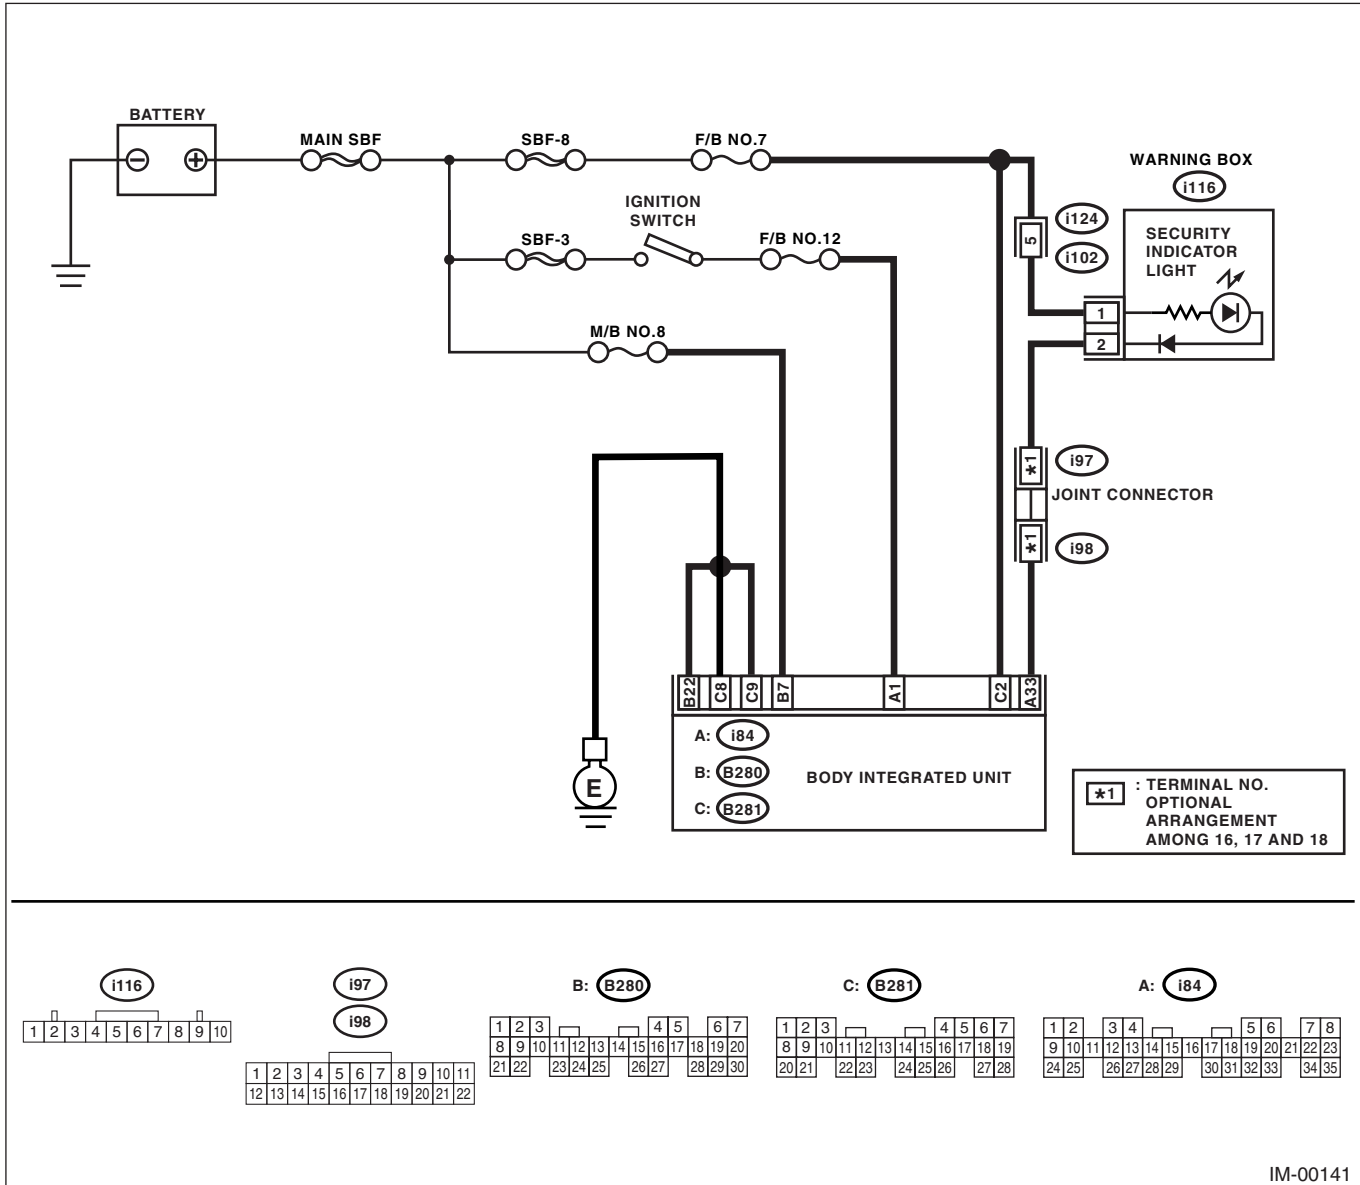 BATTERY
MAIN SBF
SBF-8
F/B NO.7
WARNING BOX
i116
IGNITION
SWITCH
SBF-3
F/B NO.12
i124
5
i102
SECURITY
INDICATOR
LIGHT
1
2
M/B NO.8
*1
i97
JOINT CONNECTOR
*1
i98
B22
C8
C9
B7
A1
C2
A33
A: i84
B: B280
C: B281
BODY INTEGRATED UNIT
E
*1 : TERMINAL NO.
OPTIONAL
ARRANGEMENT
AMONG 16, 17 AND 18
i116
1 2 3 4 5 6 7 8 9 10
i97
i98
1 2 3 4 5 6 7 8 9 10 11
12 13 14 15 16 17 18 19 20 21 22
B: B280
1 2 3 4 5 6 7
8 9 10 11 12 13 14 15 16 17 18 19 20
21 22 23 24 25 26 27 28 29 30
C: B281
1 2 3 4 5 6 7
8 9 10 11 12 13 14 15 16 17 18 19
20 21 22 23 24 25 26 27 28
A: i84
1 2 3 4 5 6 7 8
9 10 11 12 13 14 15 16 17 18 19 20 21 22 23
24 25 26 27 28 29 30 31 32 33 34 35
IM-00141